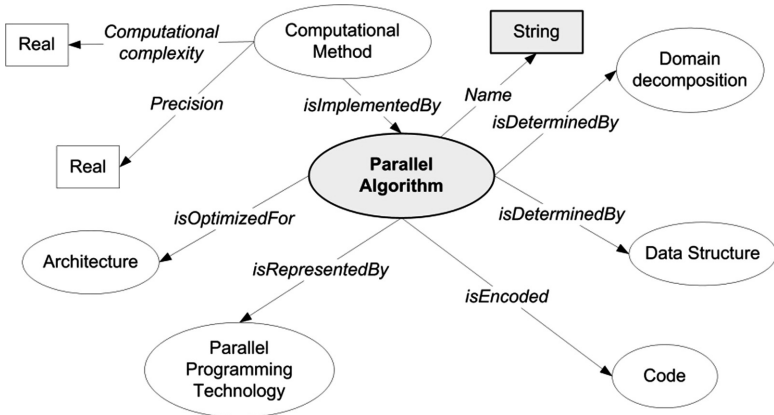 Real
Computational
complexity
Computational
Method
String
Domain
decomposition
Precision
isImplementedBy
Name
isDeterminedBy
Real
Parallel
Algorithm
isOptimizedFor
isDeterminedBy
Architecture
isRepresentedBy
Data Structure
isEncoded
Parallel
Programming
Technology
Code